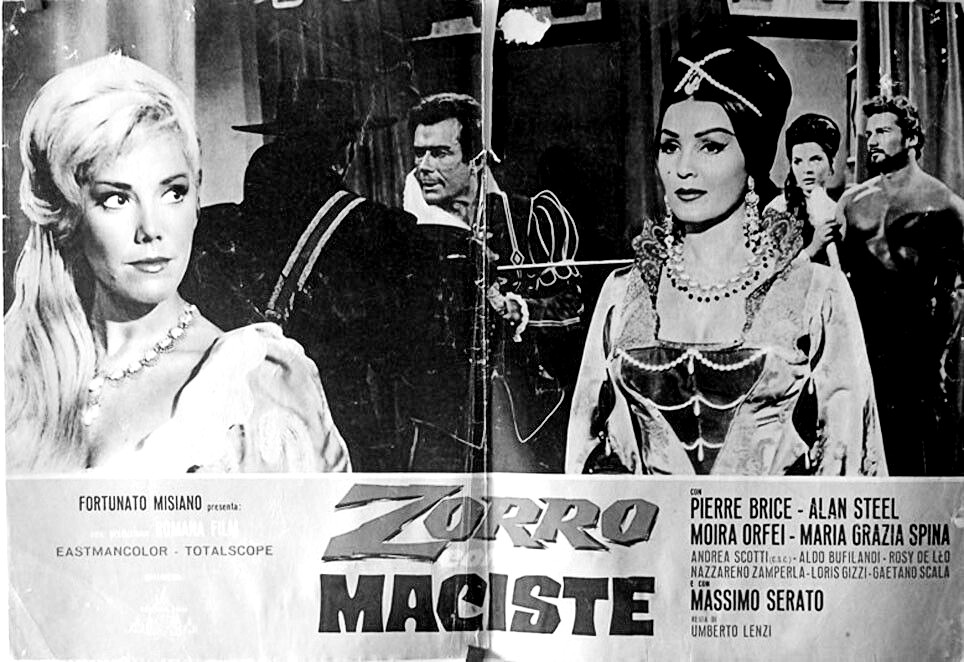 FORTUNATO MISIANO presenta:
ROMANA FILM
EASTMANCOLOR - TOTALSCOPE
ZORRO
MACISTE
CON
PIERRE BRICE - ALAN STEEL
MOIRA ORFEI - MARIA GRAZIA SPINA
ANDREA SCOTTI (C.S.C.) - ALDO BUFILANDI - ROSY DE LEO
NAZZARENO ZAMPERLA - LORIS GIZZI - GAETANO SCALA
E CON
MASSIMO SERATO
REGIA DI
UMBERTO LENZI